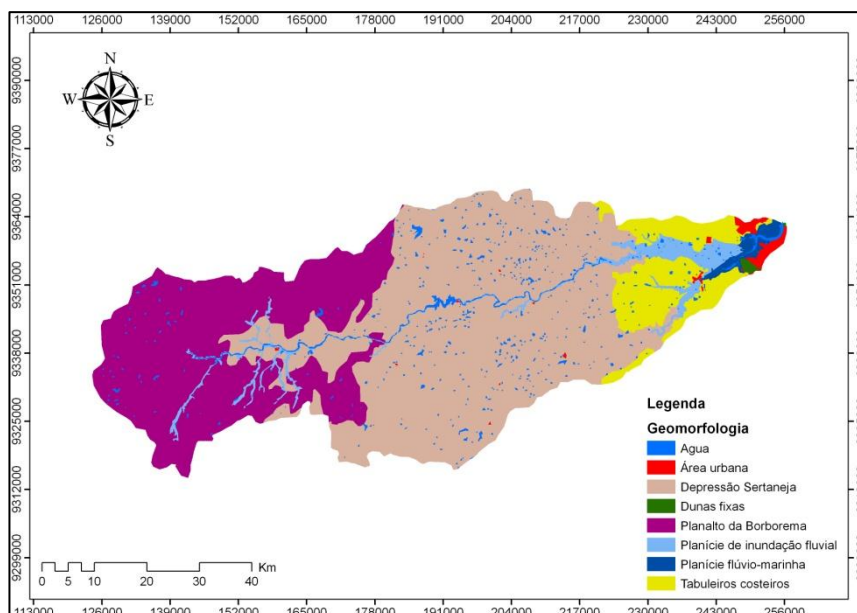 113000 126000 139000 152000 165000 178000 191000 204000 217000 230000 243000 256000
9390000
9377000
9364000
9351000
9338000
9325000
9312000
9299000
N
W E
S
Legenda
Geomorfologia
Agua
Área urbana
Depressão Sertaneja
Dunas fixas
Planalto da Borborema
Planície de inundação fluvial
Planície flúvio-marinha
Tabuleiros costeiros
Km
0 5 10 20 30 40
113000 126000 139000 152000 165000 178000 191000 204000 217000 230000 243000 256000